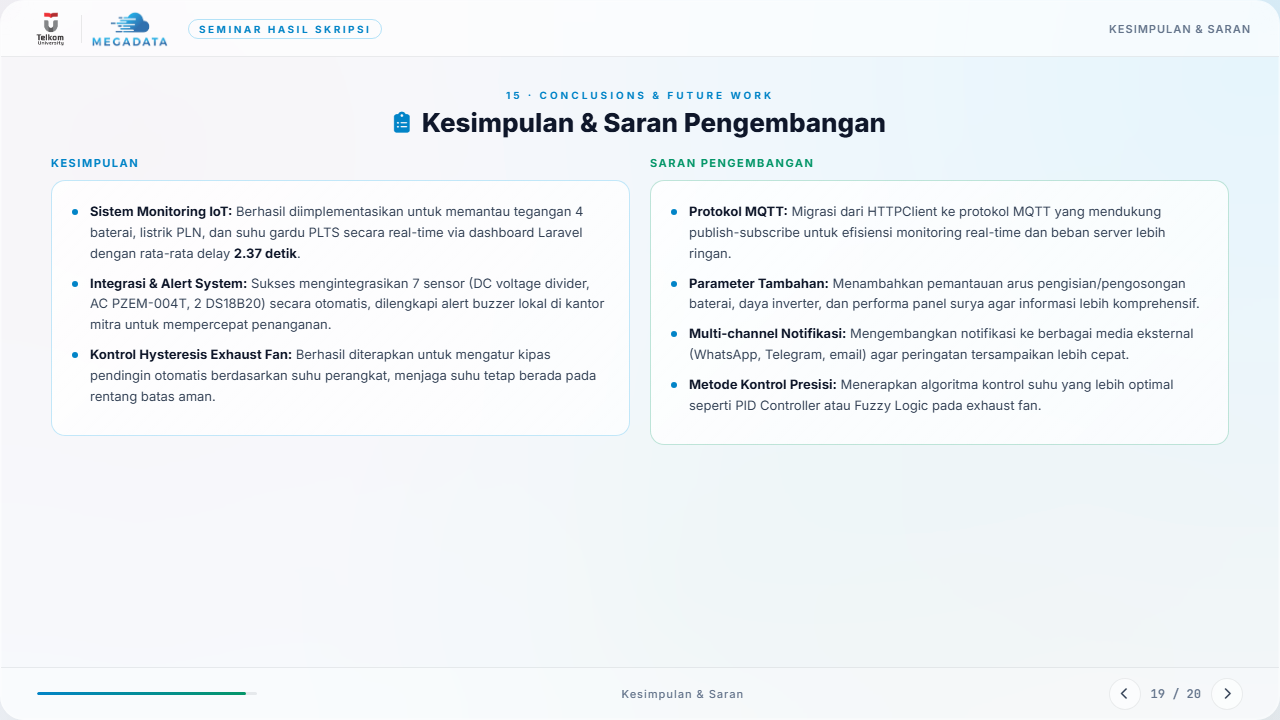 Telkom
University
MEGADATA
SEMINAR HASIL SKRIPSI
KESIMPULAN & SARAN
15 · CONCLUSIONS & FUTURE WORK
Kesimpulan & Saran Pengembangan
KESIMPULAN
Sistem Monitoring IoT: Berhasil diimplementasikan untuk memantau tegangan 4
baterai, listrik PLN, dan suhu gardu PLTS secara real-time via dashboard Laravel
dengan rata-rata delay 2.37 detik.
Integrasi & Alert System: Sukses mengintegrasikan 7 sensor (DC voltage divider,
AC PZEM-004T, 2 DS18B20) secara otomatis, dilengkapi alert buzzer lokal di kantor
mitra untuk mempercepat penanganan.
Kontrol Hysteresis Exhaust Fan: Berhasil diterapkan untuk mengatur kipas
pendingin otomatis berdasarkan suhu perangkat, menjaga suhu tetap berada pada
rentang batas aman.
SARAN PENGEMBANGAN
Protokol MQTT: Migrasi dari HTTPClient ke protokol MQTT yang mendukung
publish-subscribe untuk efisiensi monitoring real-time dan beban server lebih
ringan.
Parameter Tambahan: Menambahkan pemantauan arus pengisian/pengosongan
baterai, daya inverter, dan performa panel surya agar informasi lebih komprehensif.
Multi-channel Notifikasi: Mengembangkan notifikasi ke berbagai media eksternal
(WhatsApp, Telegram, email) agar peringatan tersampaikan lebih cepat.
Metode Kontrol Presisi: Menerapkan algoritma kontrol suhu yang lebih optimal
seperti PID Controller atau Fuzzy Logic pada exhaust fan.
Kesimpulan & Saran
19 / 20